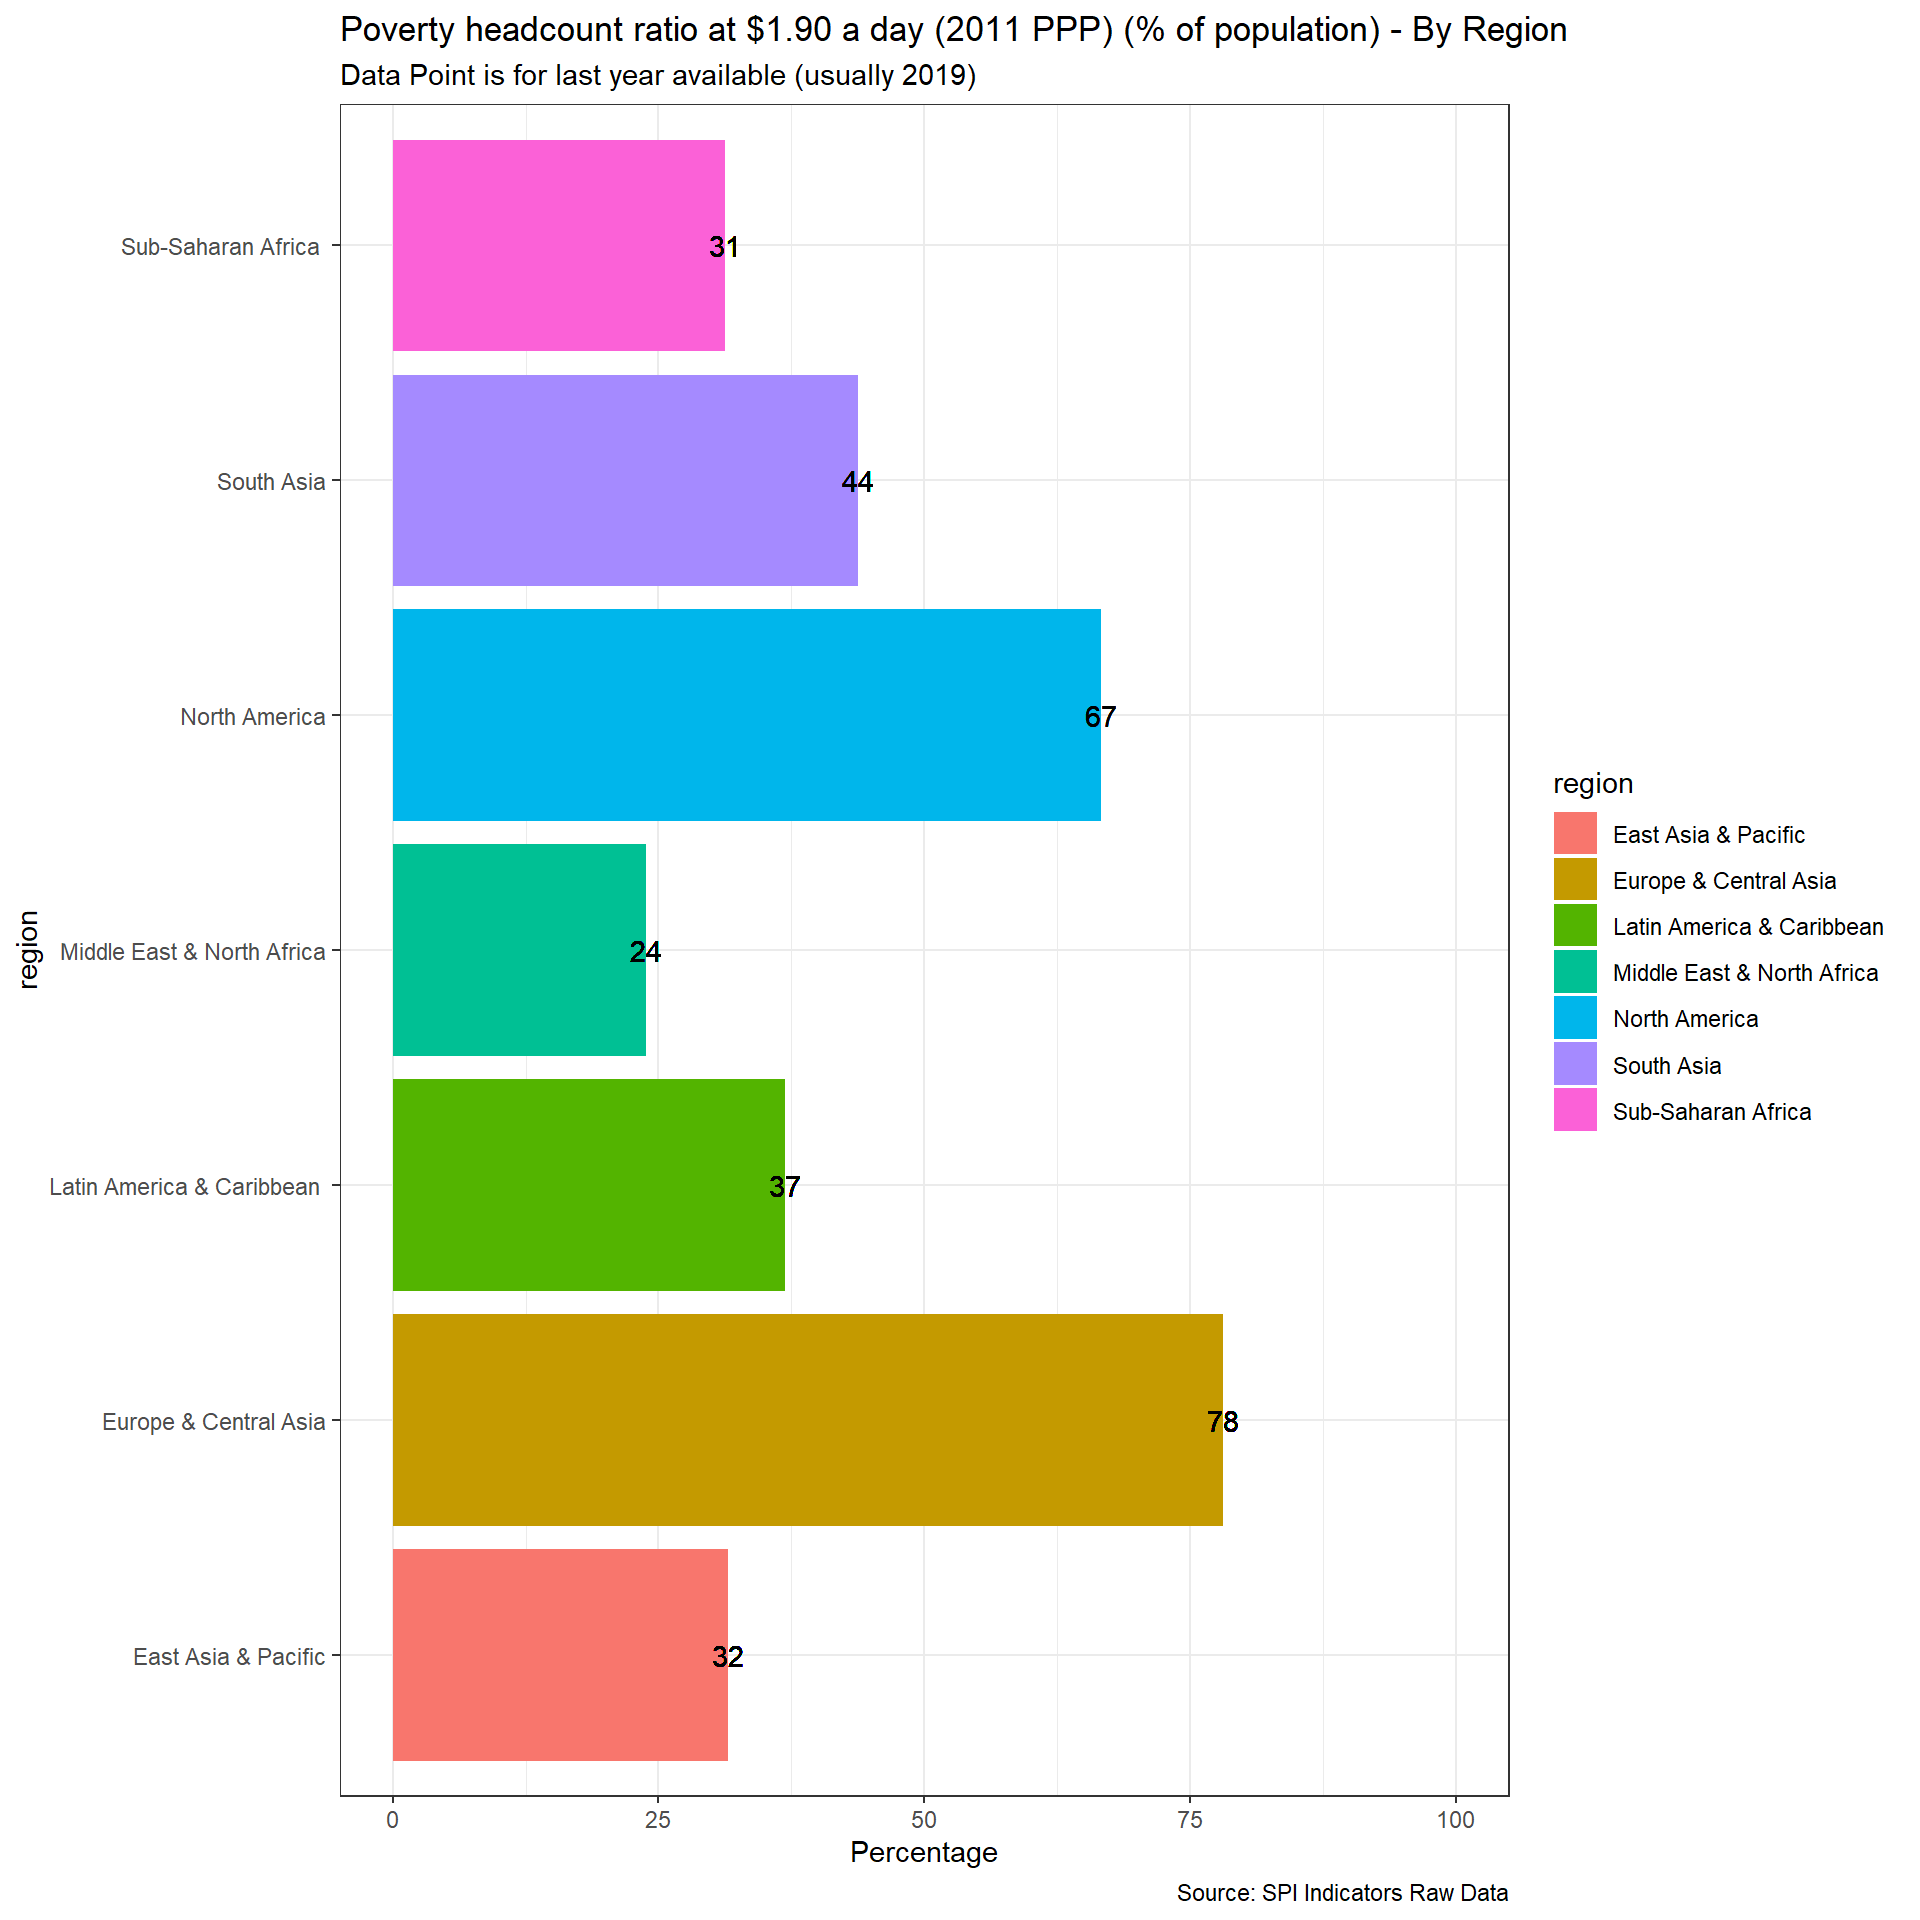 Poverty headcount ratio at $1.90 a day (2011 PPP) (% of population) - By Region
Data Point is for last year available (usually 2019)
Sub-Saharan Africa
31
South Asia
44
North America
67
Middle East & North Africa
24
Latin America & Caribbean
37
Europe & Central Asia
78
East Asia & Pacific
32
region
0 25 50 75 100
Percentage
region
East Asia & Pacific
Europe & Central Asia
Latin America & Caribbean
Middle East & North Africa
North America
South Asia
Sub-Saharan Africa
Source: SPI Indicators Raw Data